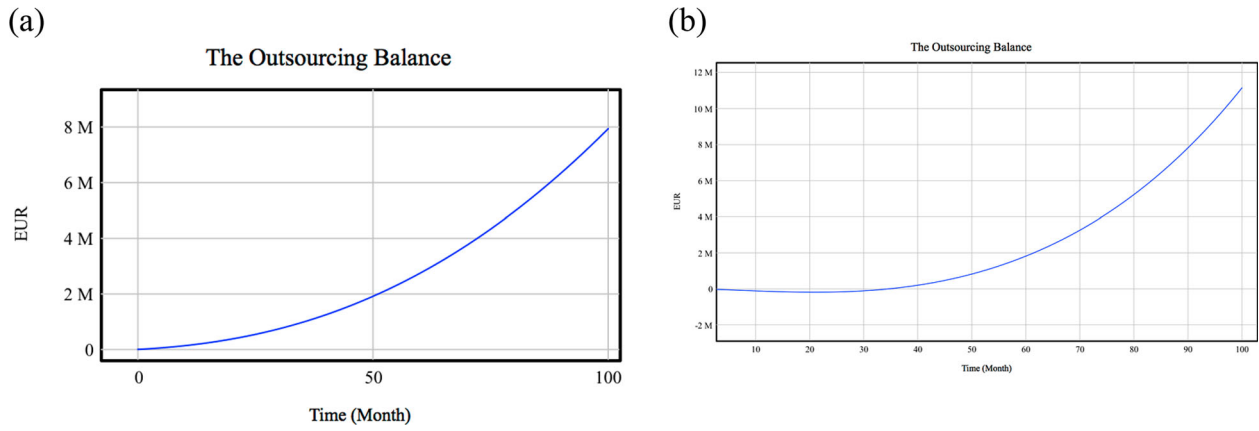 (a)
The Outsourcing Balance
8 M
6 M
4 M
2 M
0
EUR
0 50 100
Time (Month)
(b)
The Outsourcing Balance
12 M
10 M
8 M
6 M
4 M
2 M
0
-2 M
EUR
10 20 30 40 50 60 70 80 90 100
Time (Month)